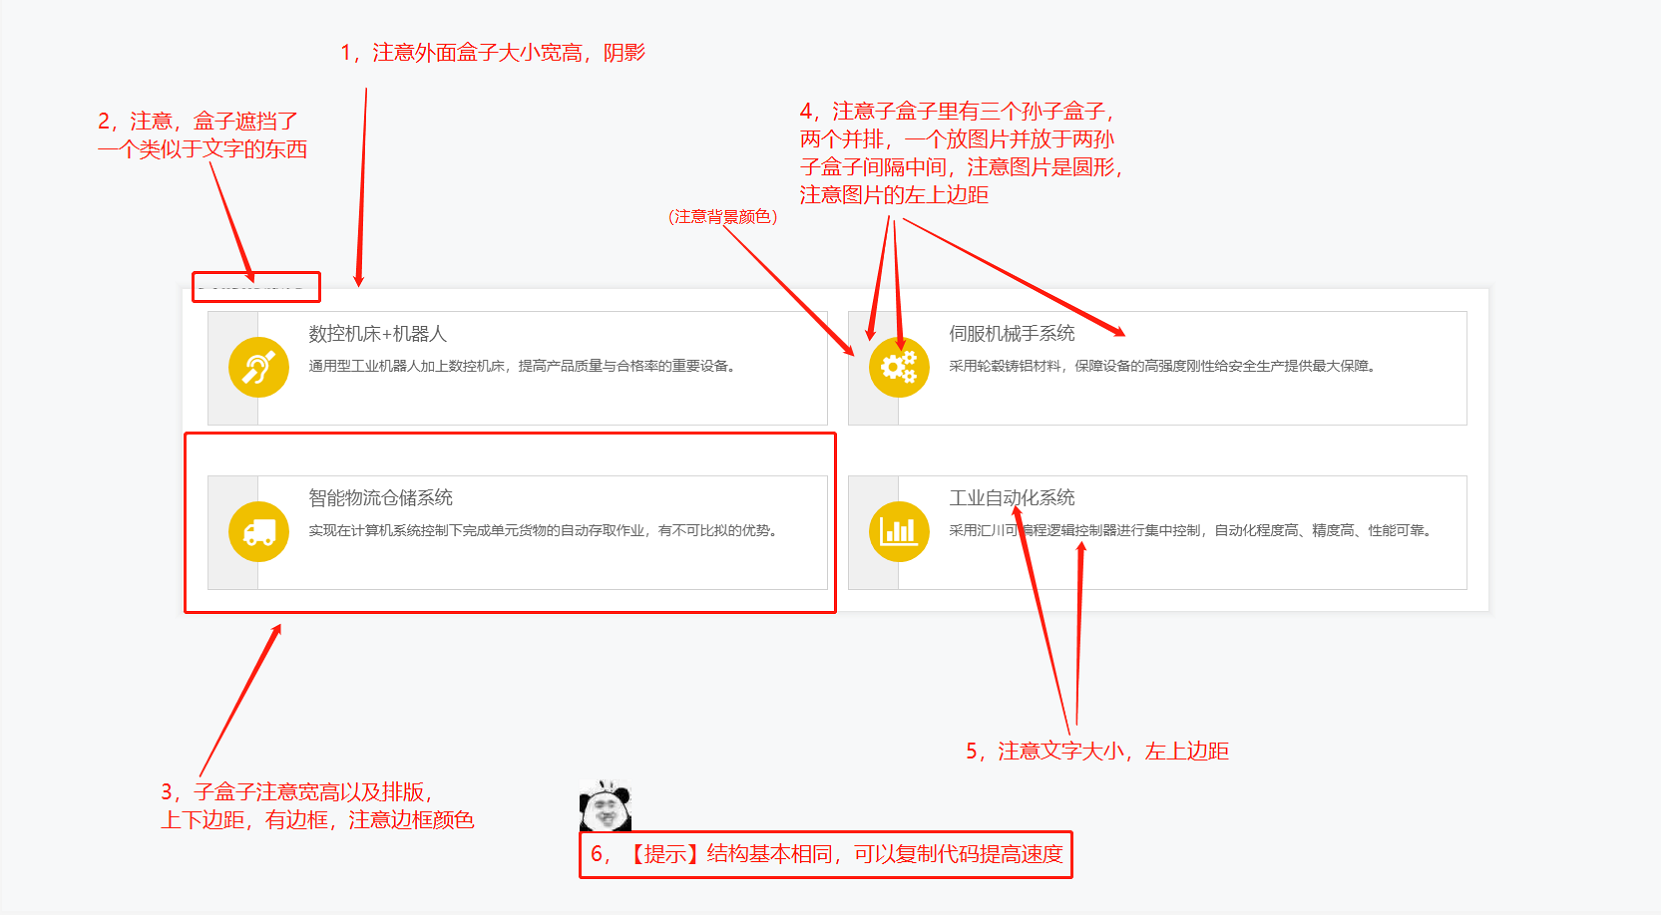 1，注意外面盒子大小宽高，阴影
2，注意，盒子遮挡了
一个类似于文字的东西
4，注意子盒子里有三个孙子盒子，
两个并排，一个放图片并放于两孙
子盒子间隔中间，注意图片是圆形，
注意图片的左上边距
（注意背景颜色）
数控机床+机器人
通用型工业机器人加上数控机床，提高产品质量与合格率的重要设备。
伺服机械手系统
采用轮毂铸铝材料，保障设备的高强度刚性给安全生产提供最大保障。
智能物流仓储系统
实现在计算机系统控制下完成单元货物的自动存取作业，有不可比拟的优势。
工业自动化系统
采用汇川可编程逻辑控制器进行集中控制，自动化程度高、精度高、性能可靠。
5，注意文字大小，左上边距
3，子盒子注意宽高以及排版，
上下边距，有边框，注意边框颜色
6，【提示】结构基本相同，可以复制代码提高速度